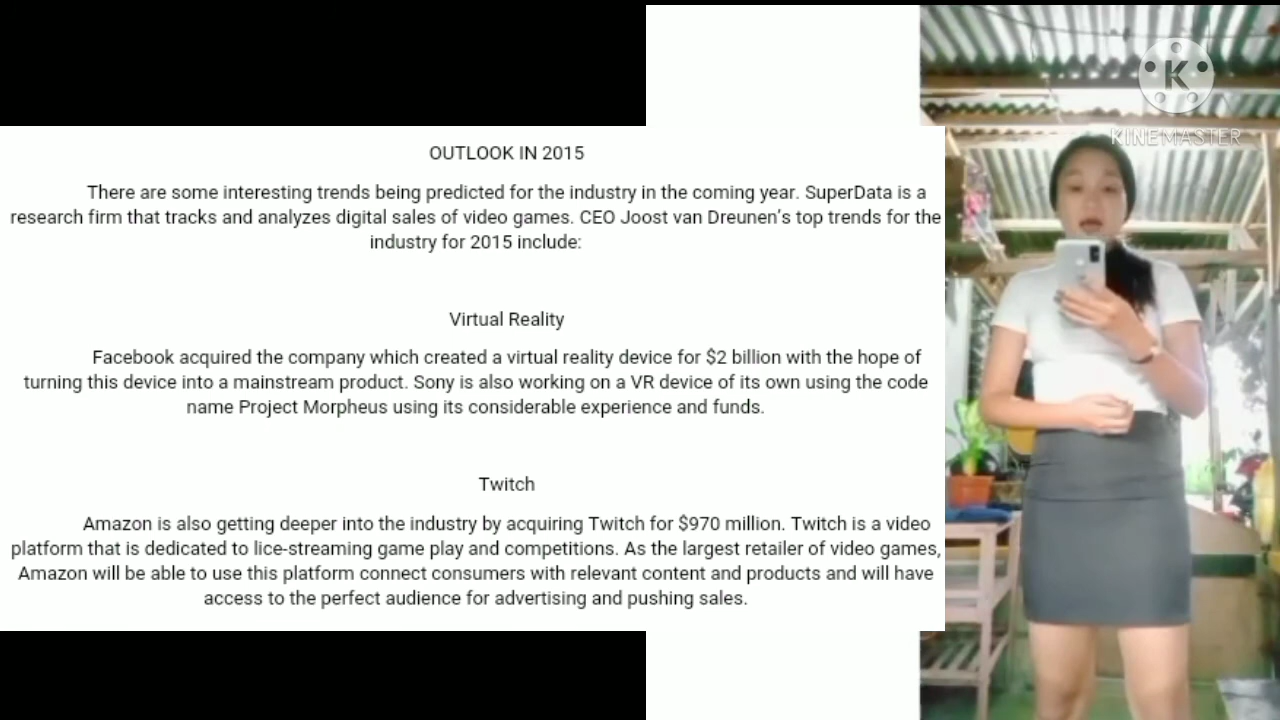 OUTLOOK IN 2015
There are some interesting trends being predicted for the industry in the coming year. SuperData is a
research firm that tracks and analyzes digital sales of video games. CEO Joost van Dreunen's top trends for the
industry for 2015 include:
Virtual Reality
Facebook acquired the company which created a virtual reality device for $2 billion with the hope of
turning this device into a mainstream product. Sony is also working on a VR device of its own using the code
name Project Morpheus using its considerable experience and funds.
Twitch
Amazon is also getting deeper into the industry by acquiring Twitch for $970 million. Twitch is a video
platform that is dedicated to lice-streaming game play and competitions. As the largest retailer of video games,
Amazon will be able to use this platform connect consumers with relevant content and products and will have
access to the perfect audience for advertising and pushing sales.
K
KINEMASTER